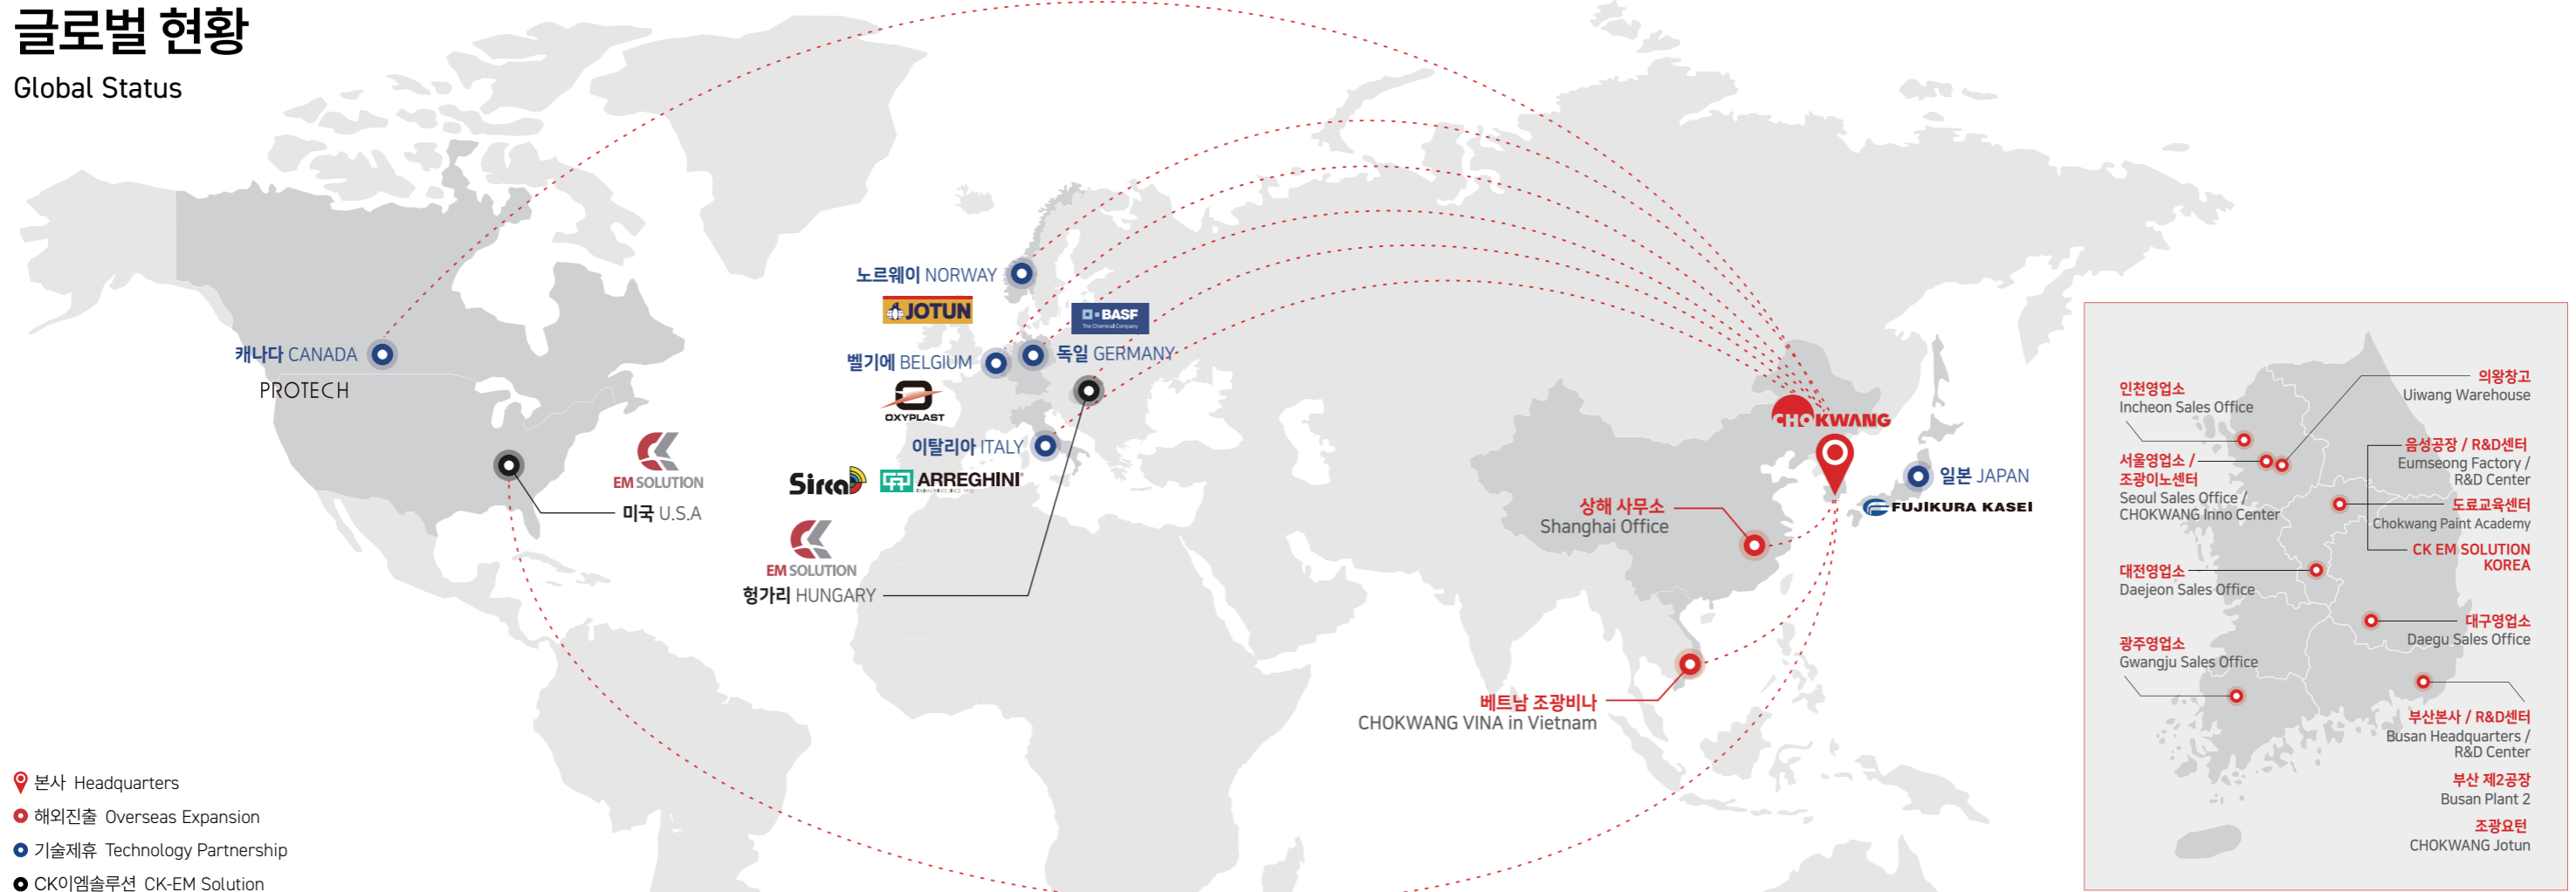 글로벌 현황
Global Status
노르웨이 NORWAY
JOTUN
BASF
The Chemical Company
캐나다 CANADA
PROTECH
벨기에 BELGIUM
독일 GERMANY
OXYPLAST
이탈리아 ITALY
Sirca
ARREGHINI
EM SOLUTION
미국 U.S.A
EM SOLUTION
헝가리 HUNGARY
CHOKWANG
일본 JAPAN
FUJIKURA KASEI
상해 사무소
Shanghai Office
베트남 조광비나
CHOKWANG VINA in Vietnam
본사 Headquarters
해외진출 Overseas Expansion
기술제휴 Technology Partnership
CK이엠솔루션 CK-EM Solution
인천영업소
Incheon Sales Office
서울영업소 /
조광이노센터
Seoul Sales Office /
CHOKWANG Inno Center
대전영업소
Daejeon Sales Office
광주영업소
Gwangju Sales Office
의왕창고
Uiwang Warehouse
음성공장 / R&D센터
Eumseong Factory /
R&D Center
도료교육센터
Chokwang Paint Academy
CK EM SOLUTION
KOREA
대구영업소
Daegu Sales Office
부산본사 / R&D센터
Busan Headquarters /
R&D Center
부산 제2공장
Busan Plant 2
조광요턴
CHOKWANG Jotun